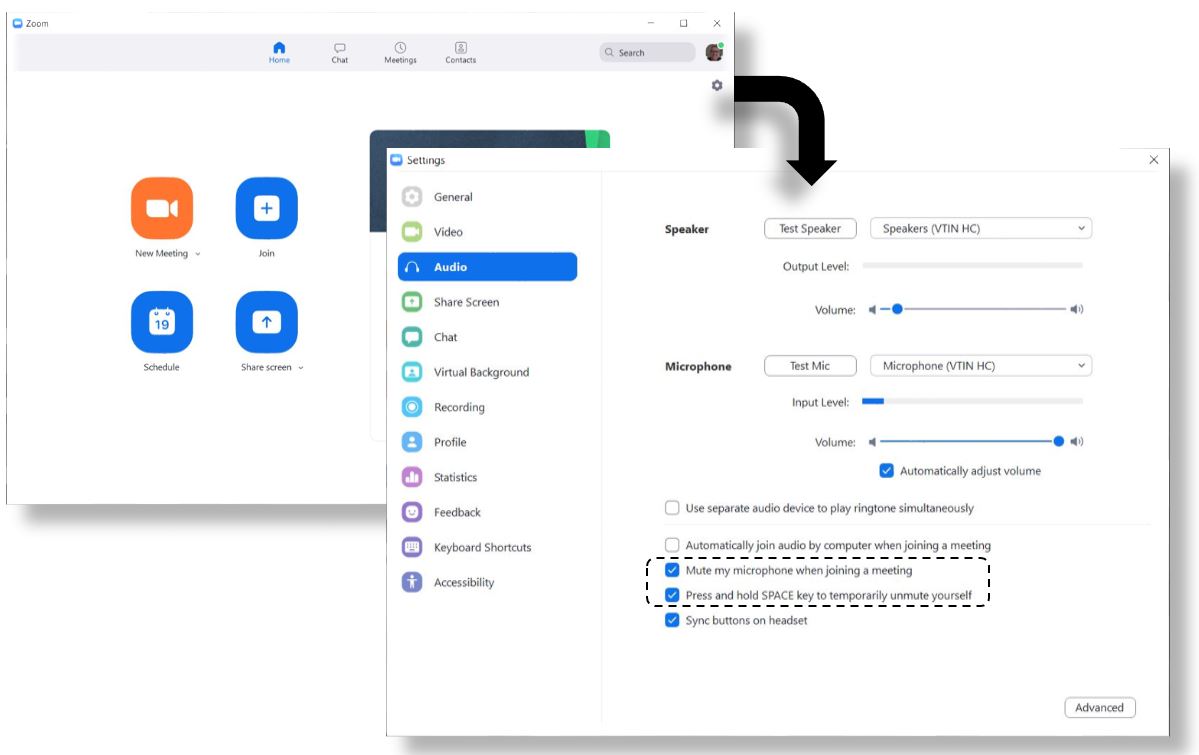 Zoom
Home
Chat
Meetings
Contacts
Search
New Meeting
Join
19
Schedule
Share screen
Settings
General
Video
Audio
Share Screen
Chat
Virtual Background
Recording
Profile
Statistics
Feedback
Keyboard Shortcuts
Accessibility
Speaker
Test Speaker
Speakers (VTIN HC)
Output Level:
Volume:
Microphone
Test Mic
Microphone (VTIN HC)
Input Level:
Volume:
Automatically adjust volume
Use separate audio device to play ringtone simultaneously
Automatically join audio by computer when joining a meeting
Mute my microphone when joining a meeting
Press and hold SPACE key to temporarily unmute yourself
Sync buttons on headset
Advanced